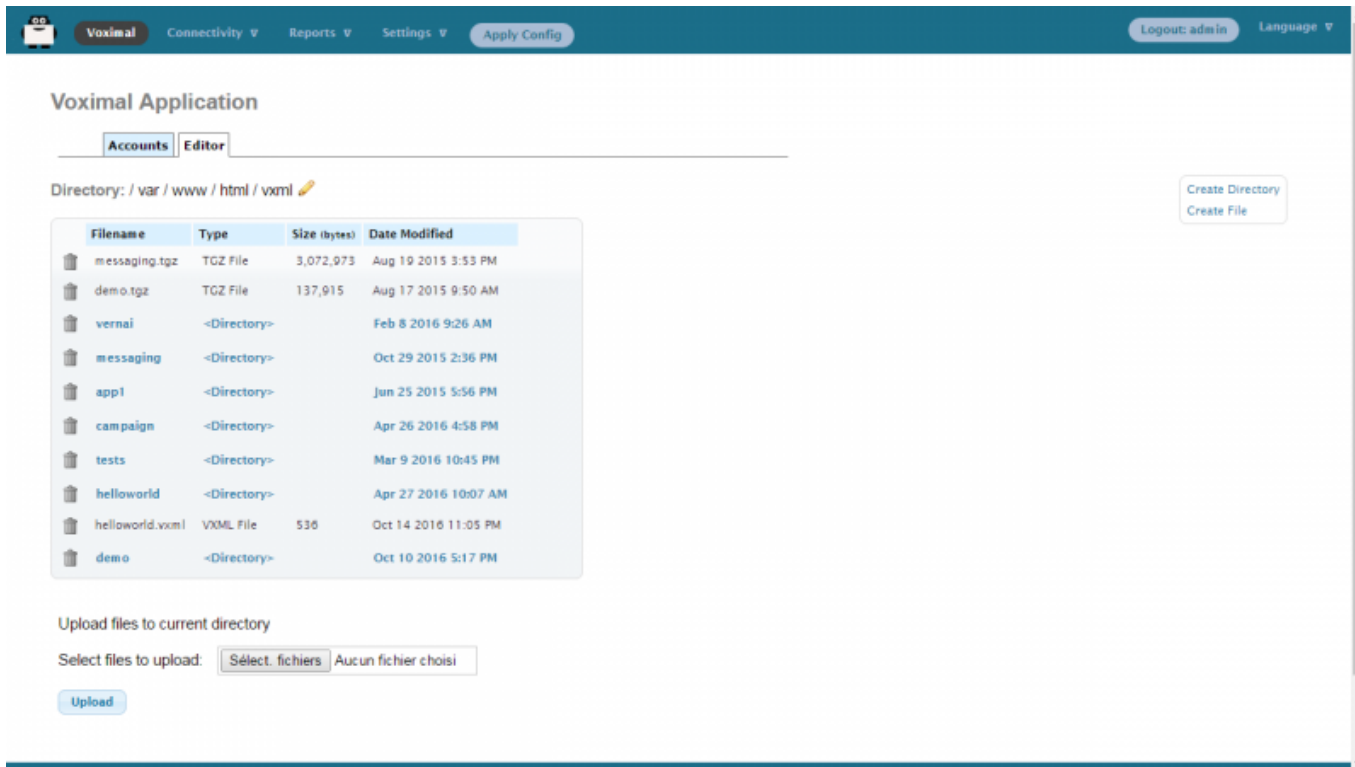 Voximal Connectivity ∇ Reports ∇ Settings ∇ Apply Config Logout: admin Language ∇
Voximal Application
Accounts Editor
Directory: / var / www / html / vxml
Create Directory
Create File
Filename Type Size (bytes) Date Modified
messaging.tgz TGZ File 3,072,973 Aug 19 2015 3:53 PM
demo.tgz TGZ File 137,915 Aug 17 2015 9:50 AM
vernai <Directory> Feb 8 2016 9:26 AM
messaging <Directory> Oct 29 2015 2:36 PM
app1 <Directory> Jun 25 2015 5:56 PM
campaign <Directory> Apr 26 2016 4:58 PM
tests <Directory> Mar 9 2016 10:45 PM
helloworld <Directory> Apr 27 2016 10:07 AM
helloworld.vxml VXML File 536 Oct 14 2016 11:05 PM
demo <Directory> Oct 10 2016 5:17 PM
Upload files to current directory
Select files to upload: Sélect. fichiers Aucun fichier choisi
Upload